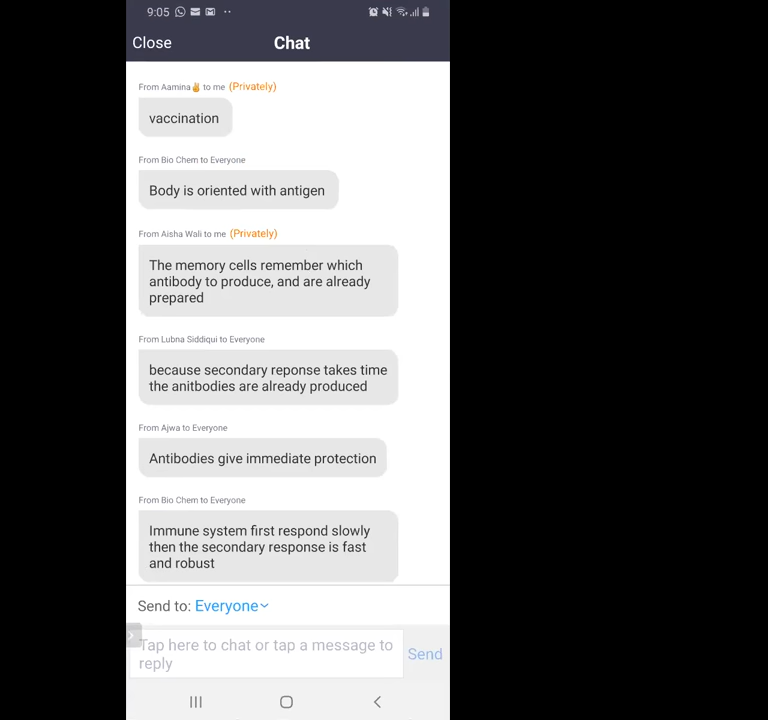 9:05
Close
Chat
From Aamina✌ to me (Privately)
vaccination
From Bio Chem to Everyone
Body is oriented with antigen
From Aisha Wali to me (Privately)
The memory cells remember which
antibody to produce, and are already
prepared
From Lubna Siddiqui to Everyone
because secondary reponse takes time
the anitbodies are already produced
From Ajwa to Everyone
Antibodies give immediate protection
From Bio Chem to Everyone
Immune system first respond slowly
then the secondary response is fast
and robust
Send to: Everyone
Tap here to chat or tap a message to
reply
Send